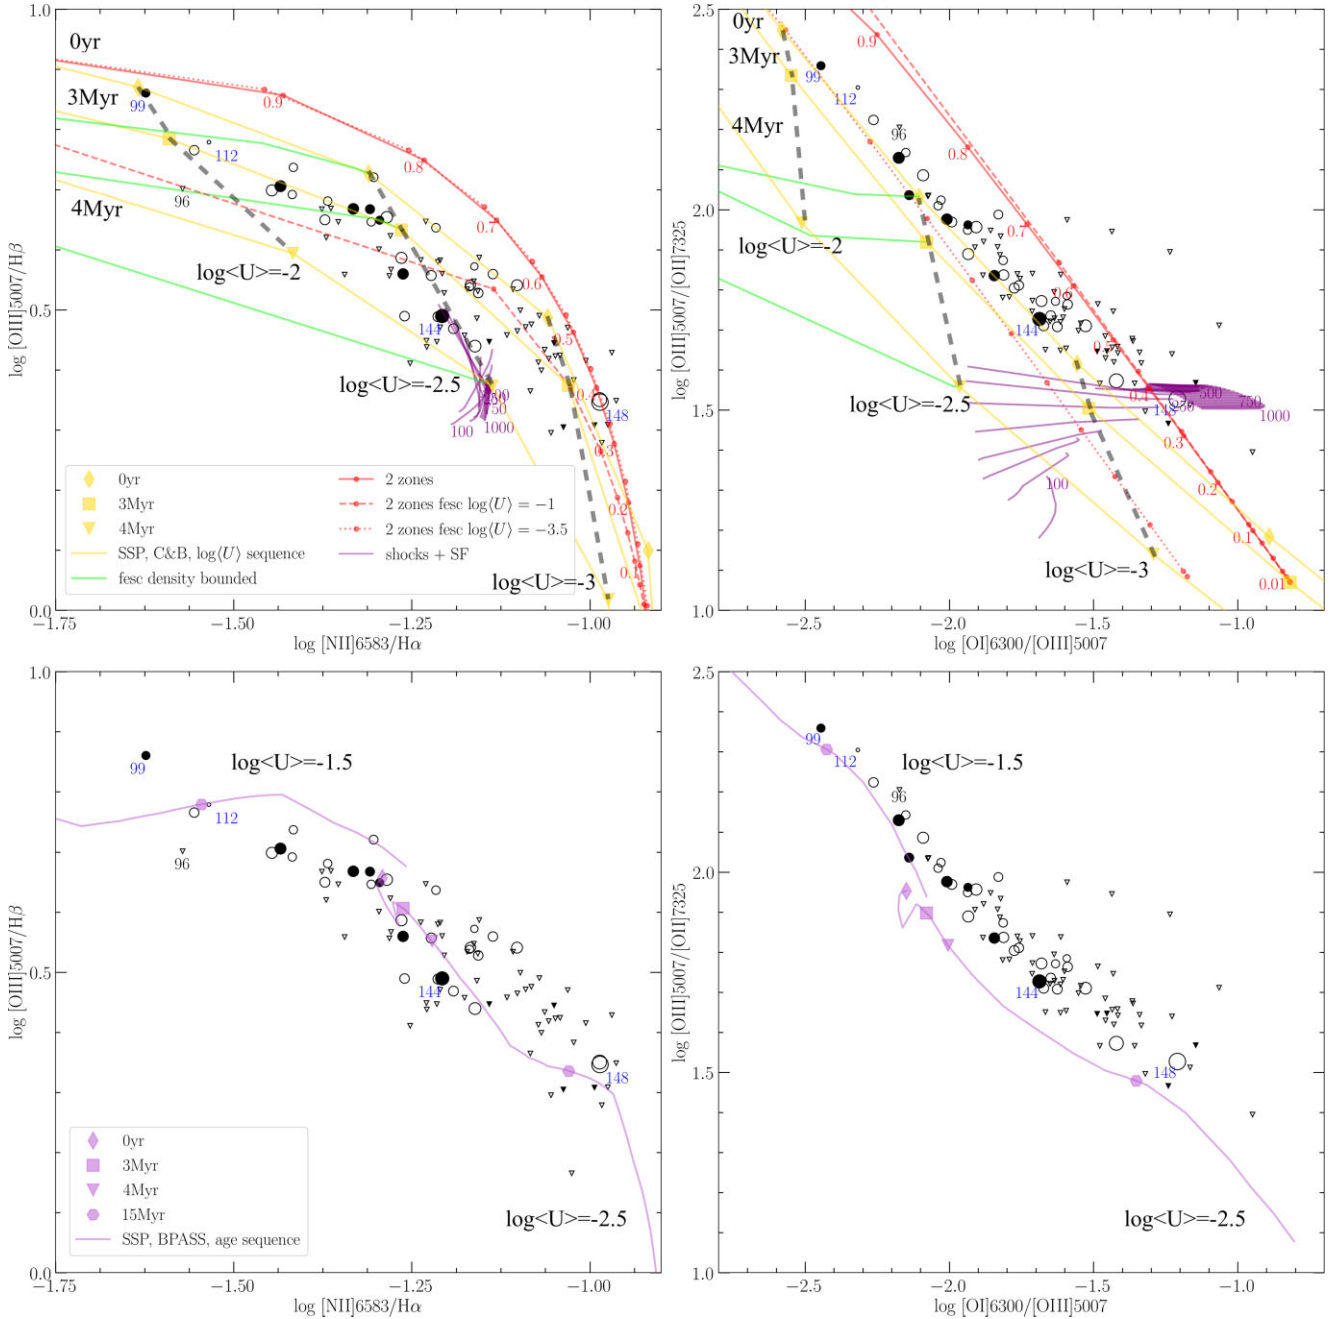 1.0
0.5
0.0
log [OIII]5007/Hβ
0yr
3Myr
4Myr
99
112
96
144
148
0.9
0.8
0.7
0.6
0.5
0.4
0.3
0.2
0.1
log<U>=-2
log<U>=-2.5
log<U>=-3
100
750
1000
0yr
3Myr
4Myr
SSP, C&B, log⟨U⟩ sequence
fesc density bounded
2 zones
2 zones fesc log⟨U⟩ = −1
2 zones fesc log⟨U⟩ = −3.5
shocks + SF
−1.75
−1.50
−1.25
−1.00
log [NII]6583/Hα
2.5
2.0
1.5
1.0
log [OIII]5007/[OII]7325
0yr
3Myr
4Myr
99
112
96
144
148
0.9
0.8
0.7
0.6
0.4
0.3
0.2
0.1
0.01
log<U>=-2
log<U>=-2.5
log<U>=-3
100
250
500
750
1000
−2.5
−2.0
−1.5
−1.0
log [OI]6300/[OIII]5007
1.0
0.5
0.0
log [OIII]5007/Hβ
99
112
96
144
148
log<U>=-1.5
log<U>=-2.5
0yr
3Myr
4Myr
15Myr
SSP, BPASS, age sequence
−1.75
−1.50
−1.25
−1.00
log [NII]6583/Hα
2.5
2.0
1.5
1.0
log [OIII]5007/[OII]7325
99
112
96
144
148
log<U>=-1.5
log<U>=-2.5
−2.5
−2.0
−1.5
−1.0
log [OI]6300/[OIII]5007